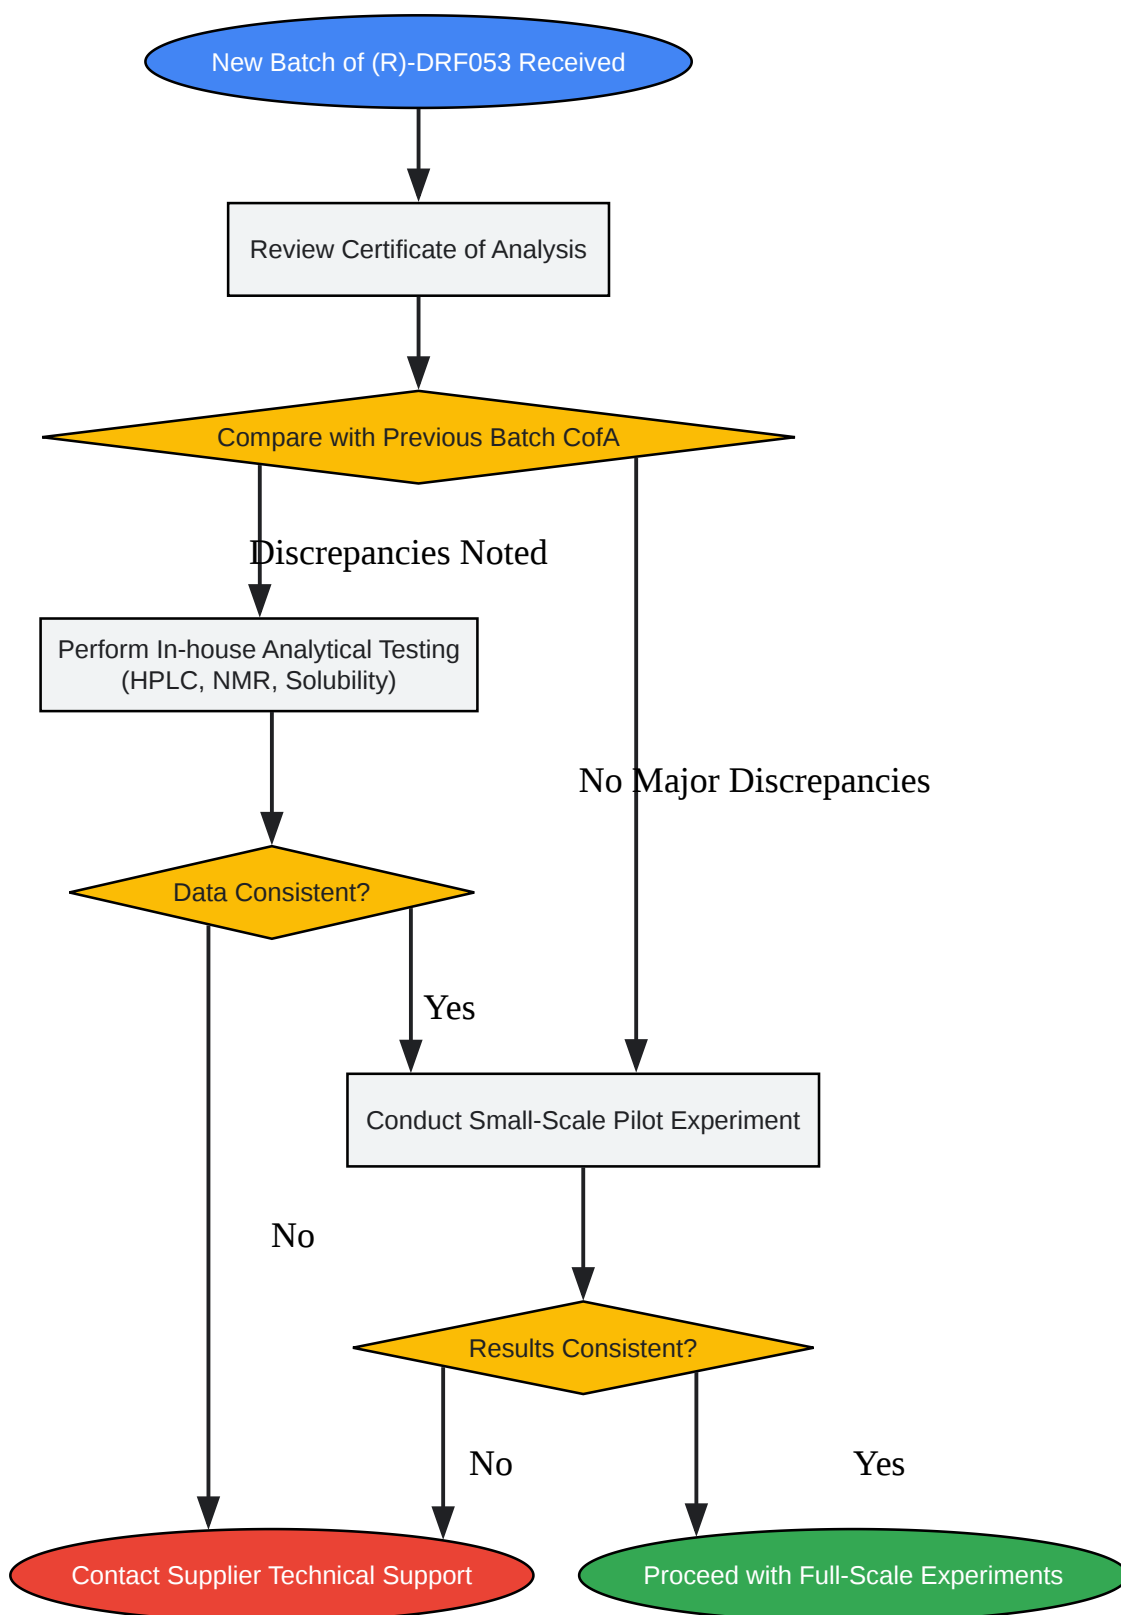 New Batch of (R)-DRF053 Received
Review Certificate of Analysis
Compare with Previous Batch CofA
Discrepancies Noted
Perform In-house Analytical Testing
(HPLC, NMR, Solubility)
No Major Discrepancies
Data Consistent?
Yes
Conduct Small-Scale Pilot Experiment
No
Results Consistent?
No
Yes
Contact Supplier Technical Support
Proceed with Full-Scale Experiments